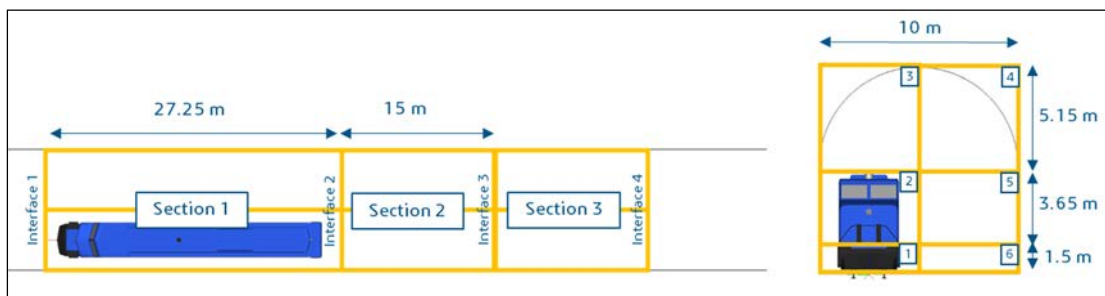 10 m
27.25 m
15 m
Interface 1
Section 1
Interface 2
Section 2
Interface 3
Section 3
Interface 4
3
4
5.15 m
2
5
3.65 m
1
6
1.5 m